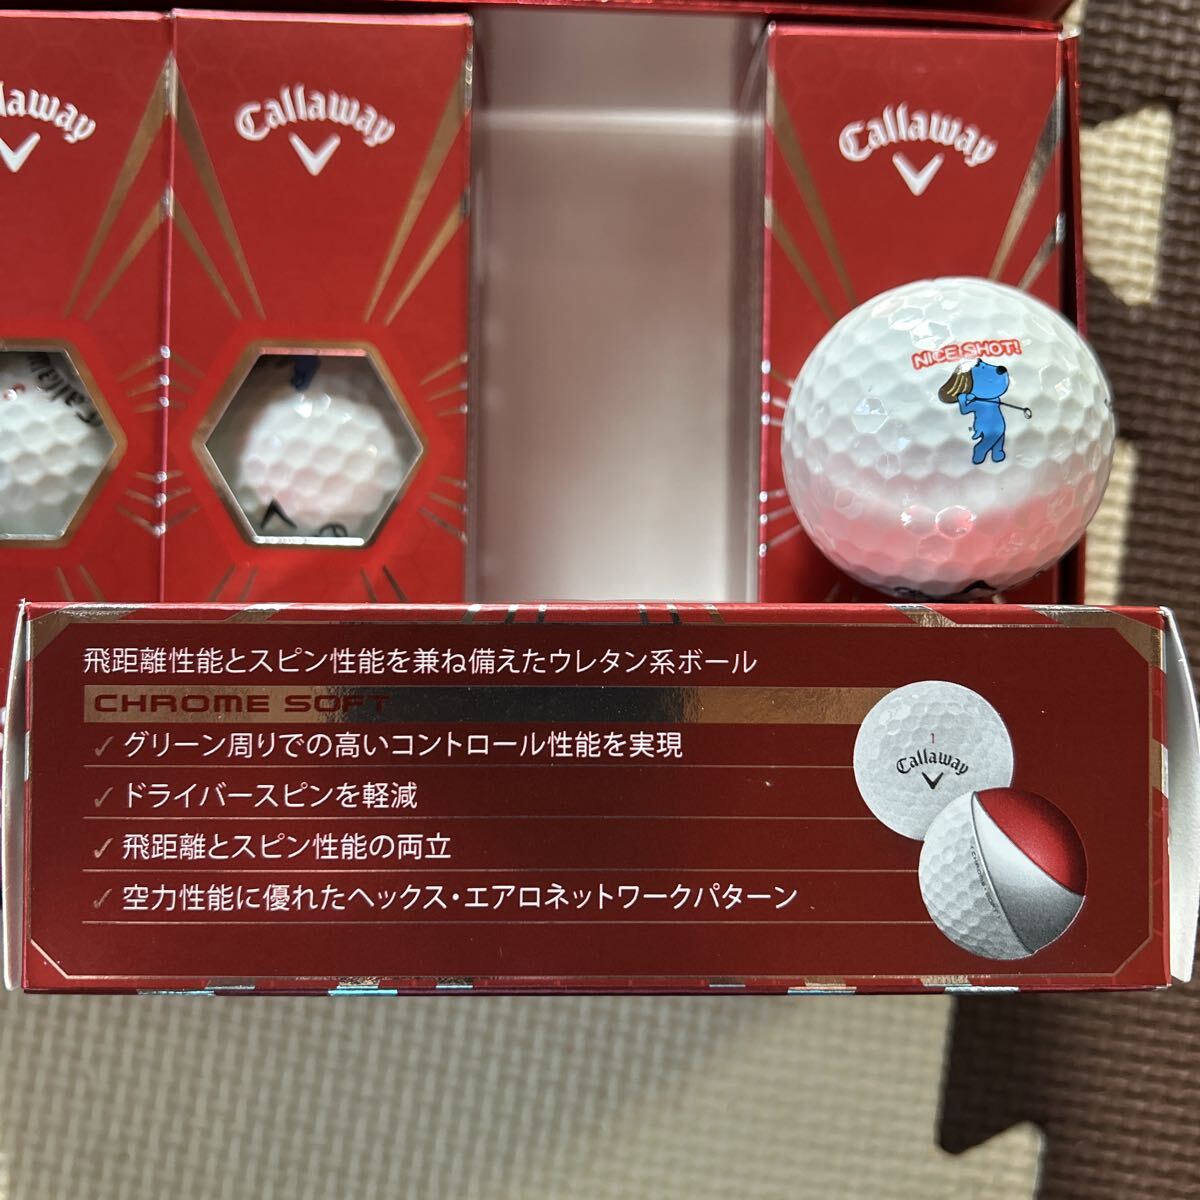 Callaway
Callaway
Callaway
NICE SHOT!
飛距離性能とスピン性能を兼ね備えたウレタン系ボール
CHROME SOFT
✓グリーン周りでの高いコントロール性能を実現
✓ドライバースピンを軽減
✓飛距離とスピン性能の両立
✓空力性能に優れたヘックス・エアロネットワークパターン
1
Callaway